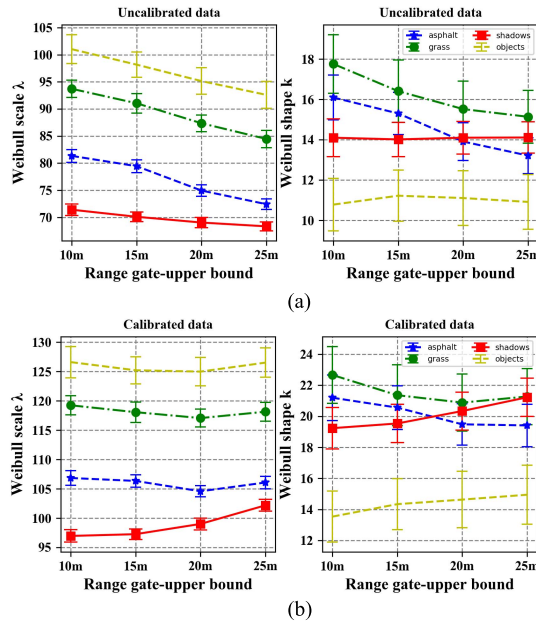 Uncalibrated data
Weibull scale λ
105
100
95
90
85
80
75
70
10m 15m 20m 25m
Range gate-upper bound
Uncalibrated data
Weibull shape k
asphalt shadows
grass objects
18
16
14
12
10
10m 15m 20m 25m
Range gate-upper bound
(a)
Calibrated data
Weibull scale λ
130
125
120
115
110
105
100
95
10m 15m 20m 25m
Range gate-upper bound
Calibrated data
Weibull shape k
asphalt shadows
grass objects
24
22
20
18
16
14
12
10m 15m 20m 25m
Range gate-upper bound
(b)